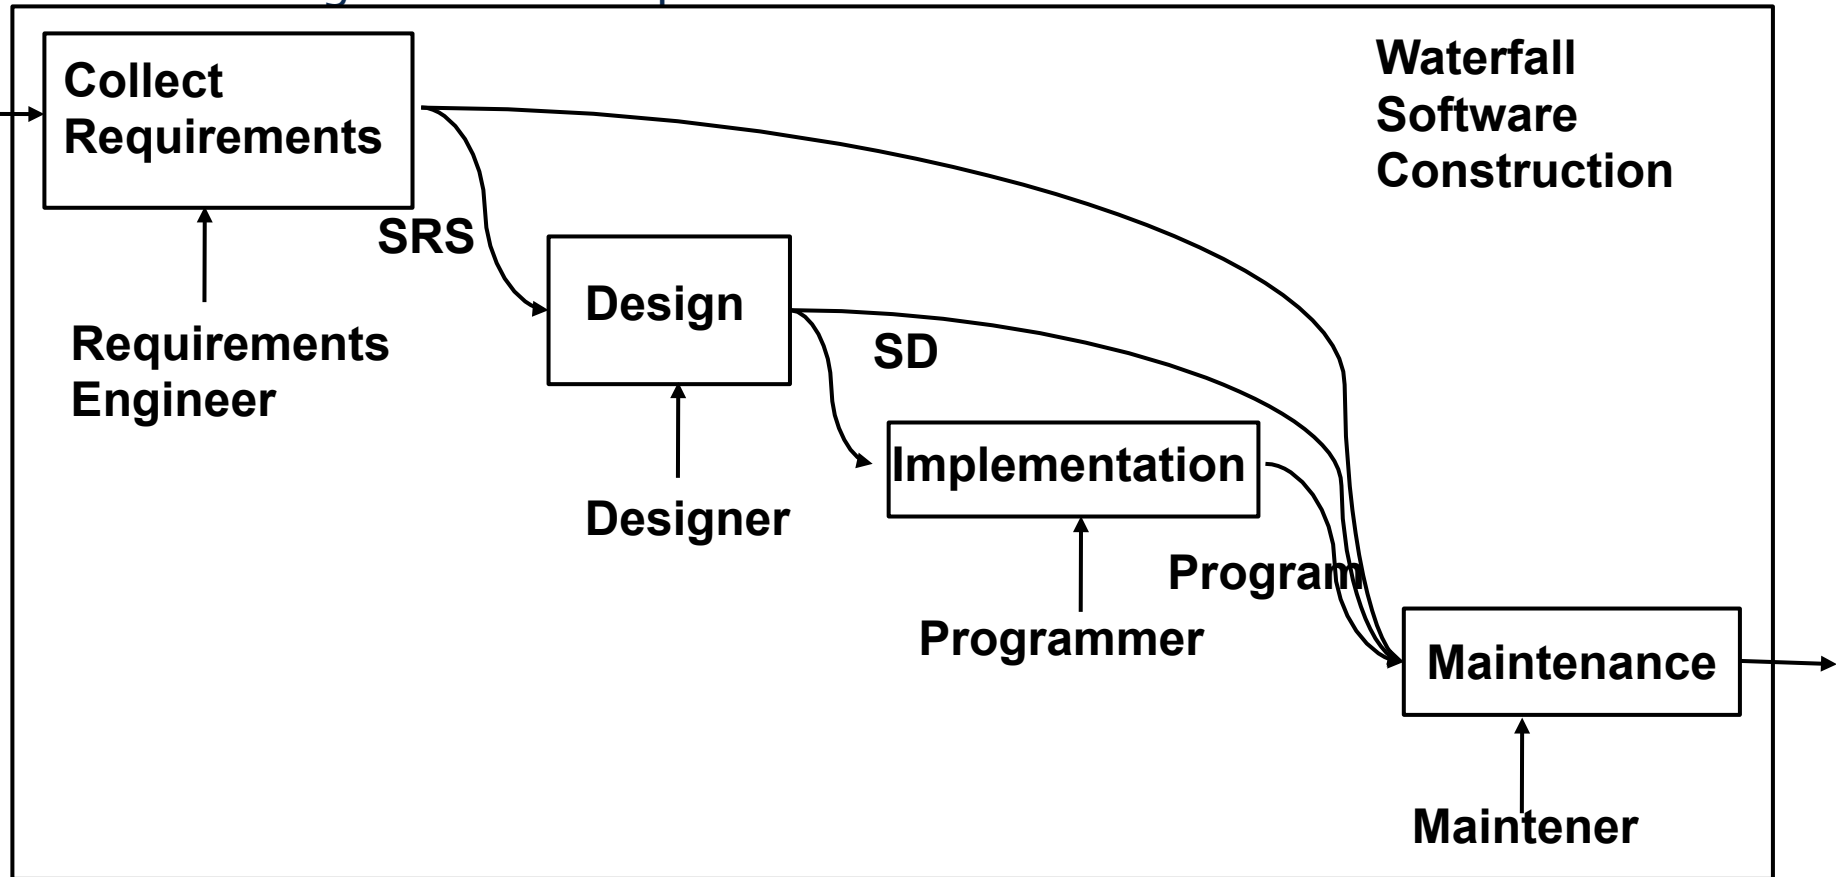 Collect
Requirements
Waterfall
Software
Construction
SRS
Design
Requirements
Engineer
SD
Implementation
Designer
Program
Programmer
Maintenance
Maintener